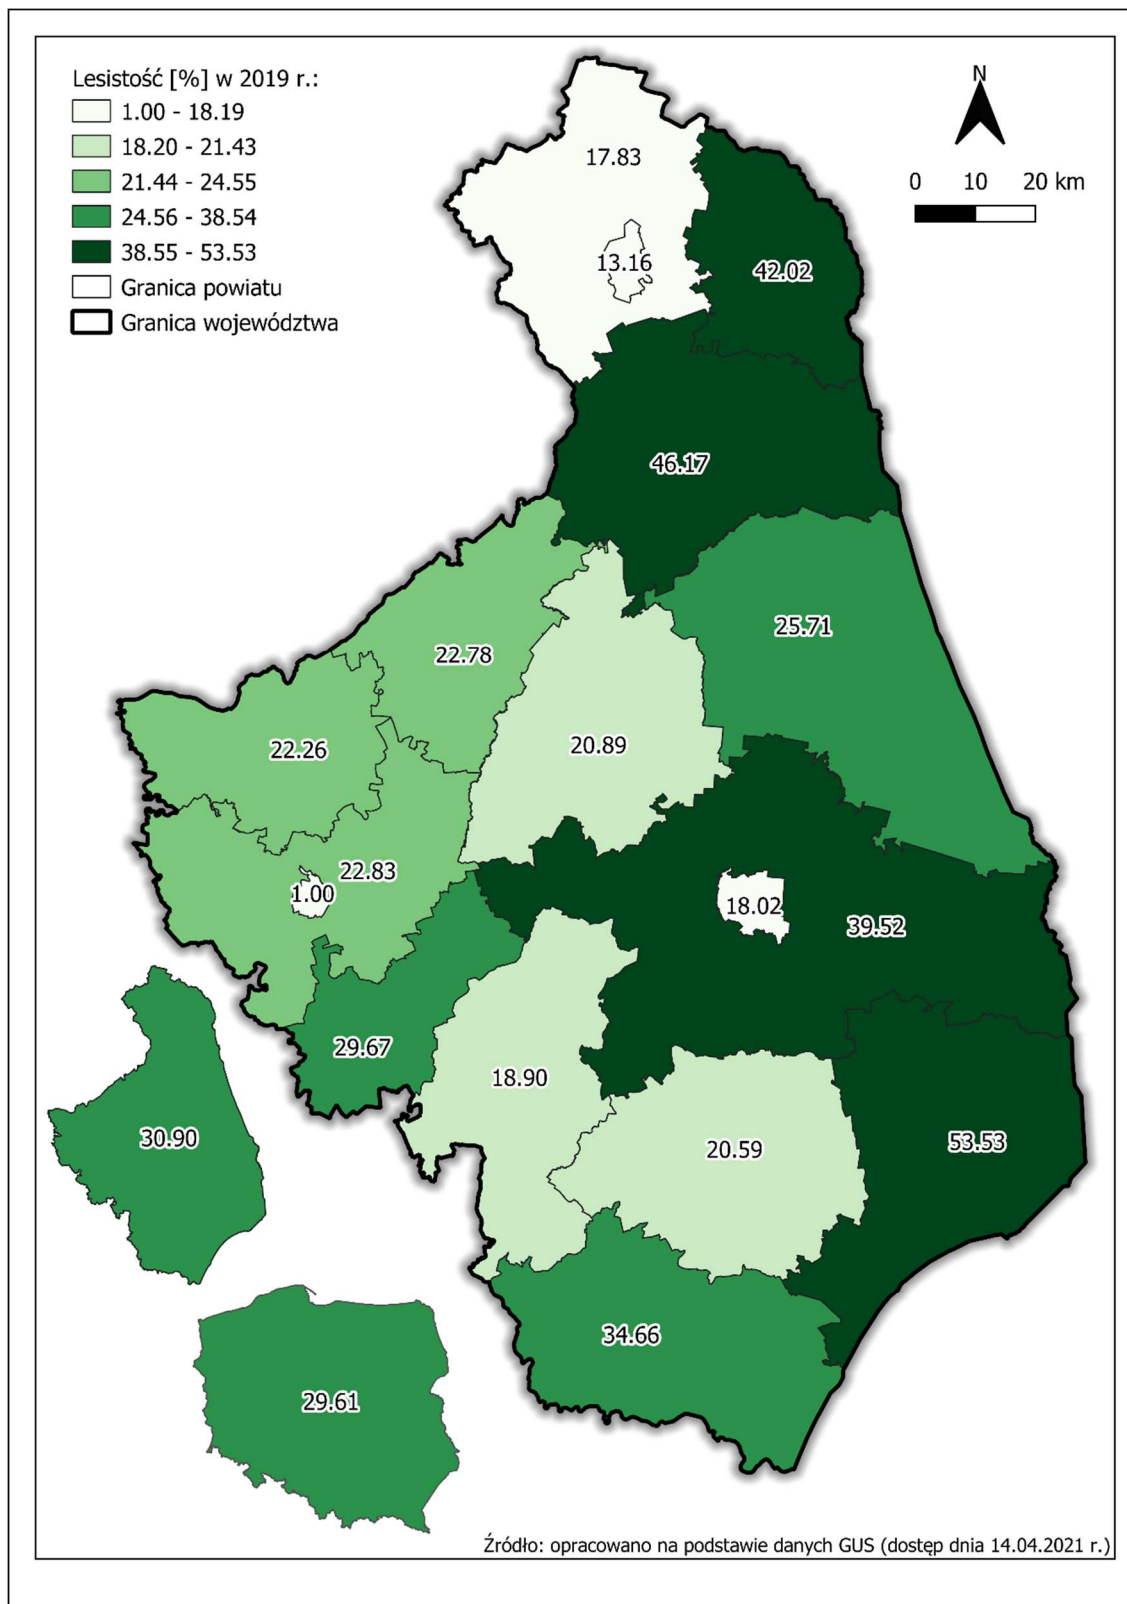 Lesistość [%] w 2019 r.:
1.00 - 18.19
18.20 - 21.43
21.44 - 24.55
24.56 - 38.54
38.55 - 53.53
Granica powiatu
Granica województwa
N
0 10 20 km
17.83
13.16
42.02
46.17
25.71
22.78
22.26
20.89
22.83
1.00
18.02
39.52
29.67
18.90
20.59
53.53
30.90
34.66
29.61
Źródło: opracowano na podstawie danych GUS (dostęp dnia 14.04.2021 r.)